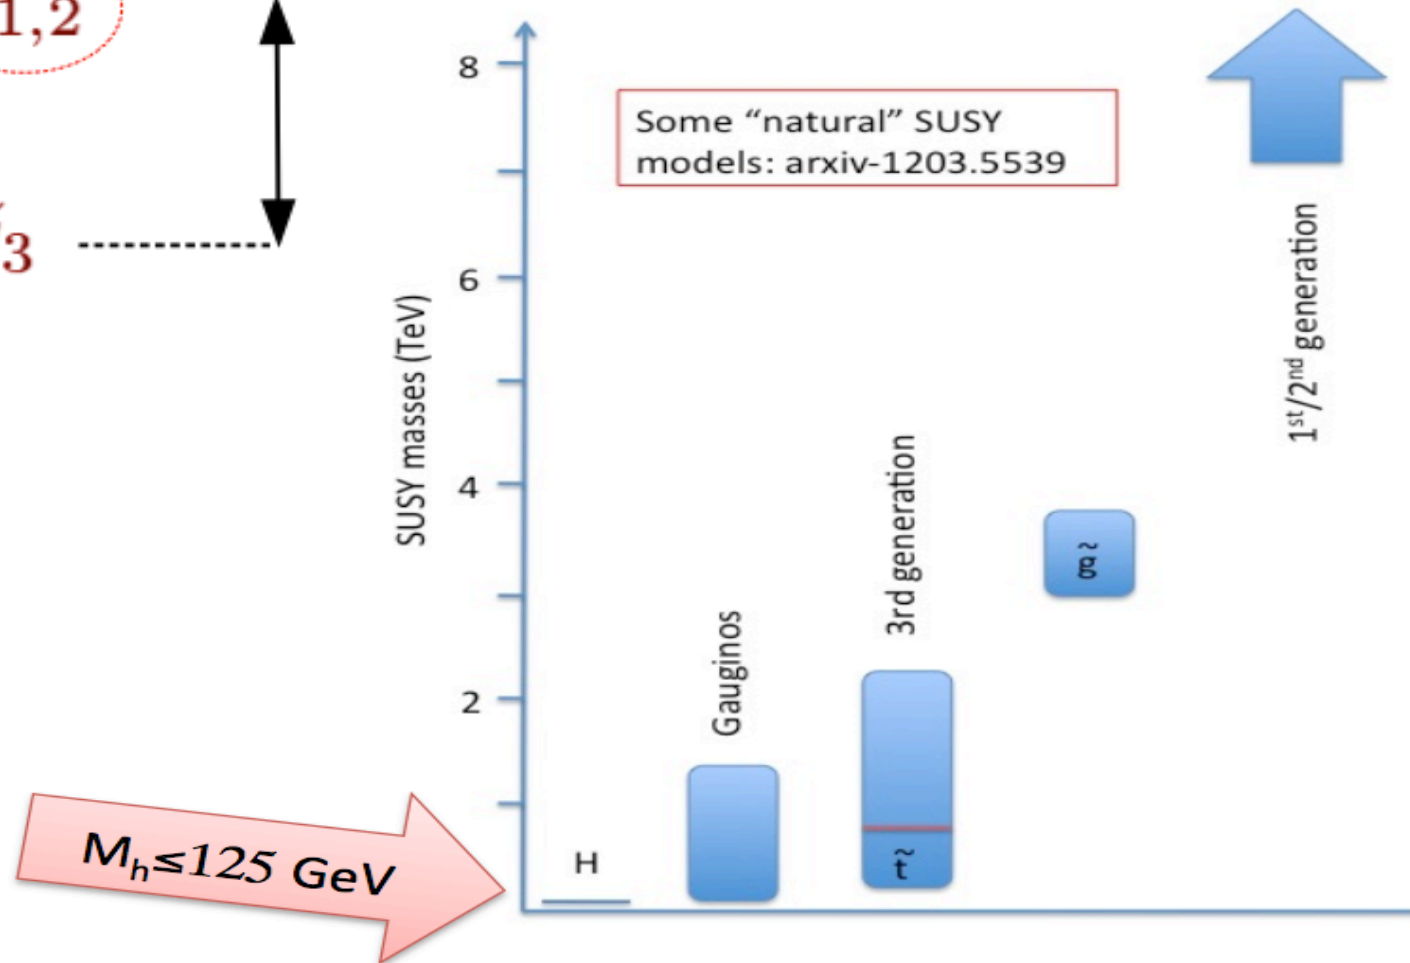 1,2
3
8
6
4
2
SUSY masses (TeV)
Some “natural” SUSY
models: arxiv-1203.5539
1st/2nd generation
3rd generation
Gauginos
g̃
t̃
H
Mh≤125 GeV